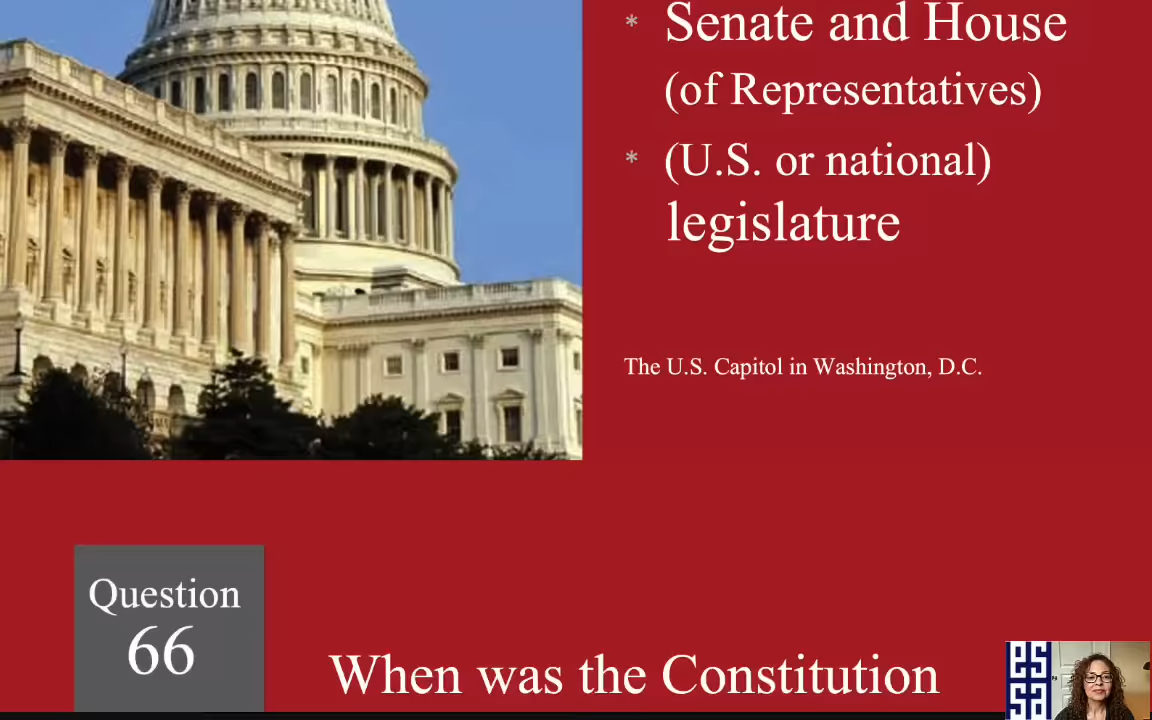 * Senate and House
(of Representatives)
* (U.S. or national)
legislature
The U.S. Capitol in Washington, D.C.
Question
66
When was the Constitution